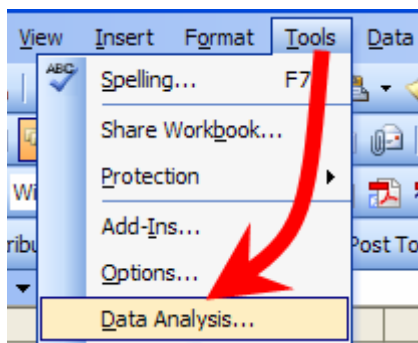 View Insert Format Tools Data
ABC Spelling... F7
Share Workbook...
Protection
Wi
Add-Ins...
ribu Post To
Options...
Data Analysis...